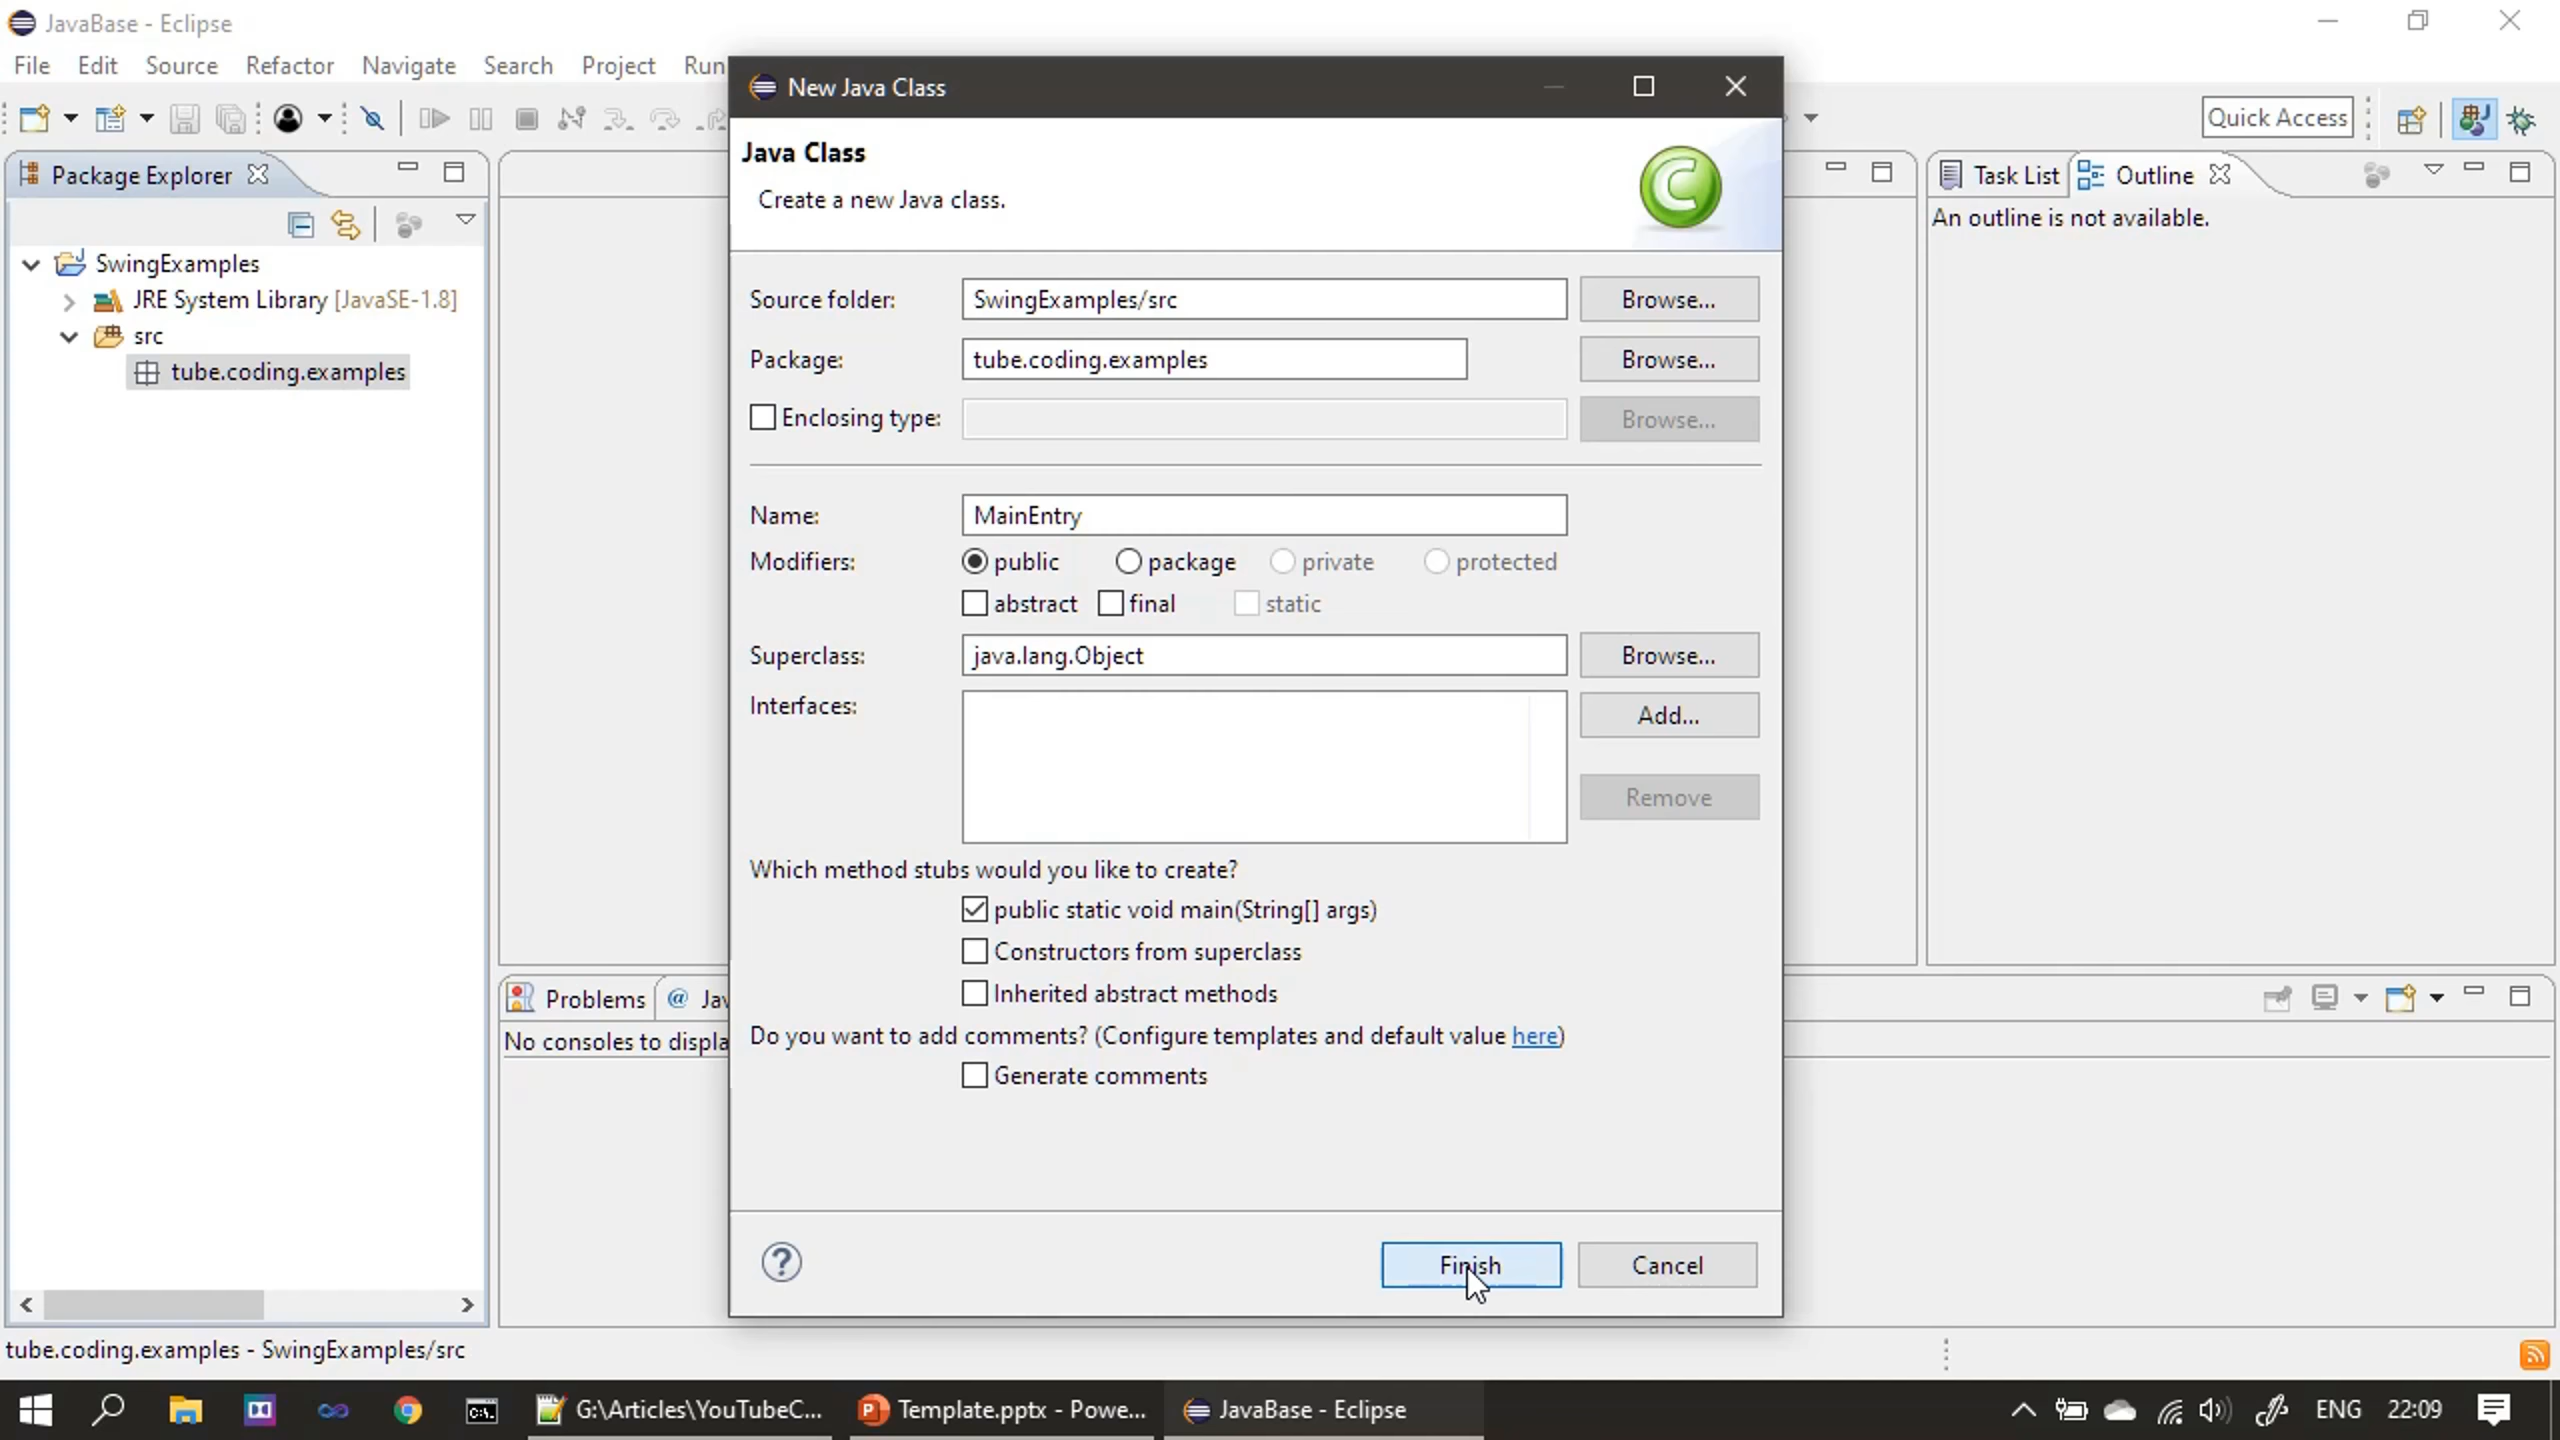 JavaBase - Eclipse
File Edit Source Refactor Navigate Search Project Run
Quick Access
Package Explorer
SwingExamples
JRE System Library [JavaSE-1.8]
src
tube.coding.examples
New Java Class
Java Class
Create a new Java class.
Source folder: SwingExamples/src Browse...
Package: tube.coding.examples Browse...
Enclosing type: Browse...
Name: MainEntry
Modifiers: public package private protected
abstract final static
Superclass: java.lang.Object Browse...
Interfaces: Add...
Remove
Which method stubs would you like to create?
public static void main(String[] args)
Constructors from superclass
Inherited abstract methods
Do you want to add comments? (Configure templates and default value here)
Generate comments
Finish Cancel
Task List Outline
An outline is not available.
Problems @ Jav
No consoles to displa
tube.coding.examples - SwingExamples/src
G:\Articles\YouTubeC... Template.pptx - Powe... JavaBase - Eclipse ENG 22:09